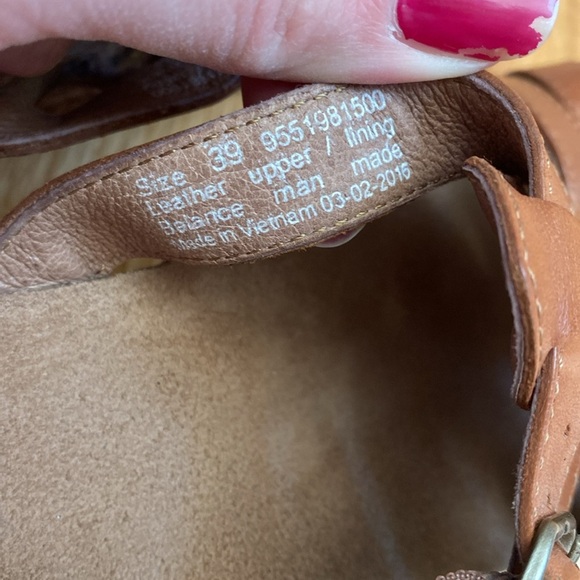 Size 39 9551981500
Leather upper / lining
Balance man made
Made in Vietnam 03-02-2016